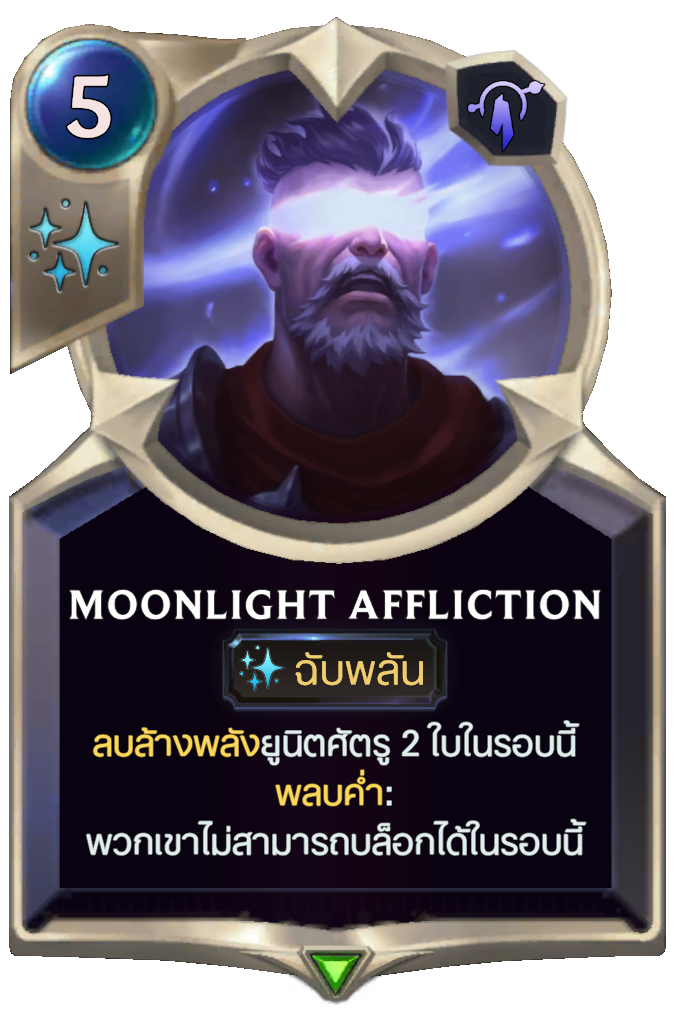 5
MOONLIGHT AFFLICTION
ฉับพลัน
ลบล้างพลังยูนิตศัตรู 2 ใบในรอบนี้
พลบค่ำ:
พวกเขาไม่สามารถบล็อกได้ในรอบนี้